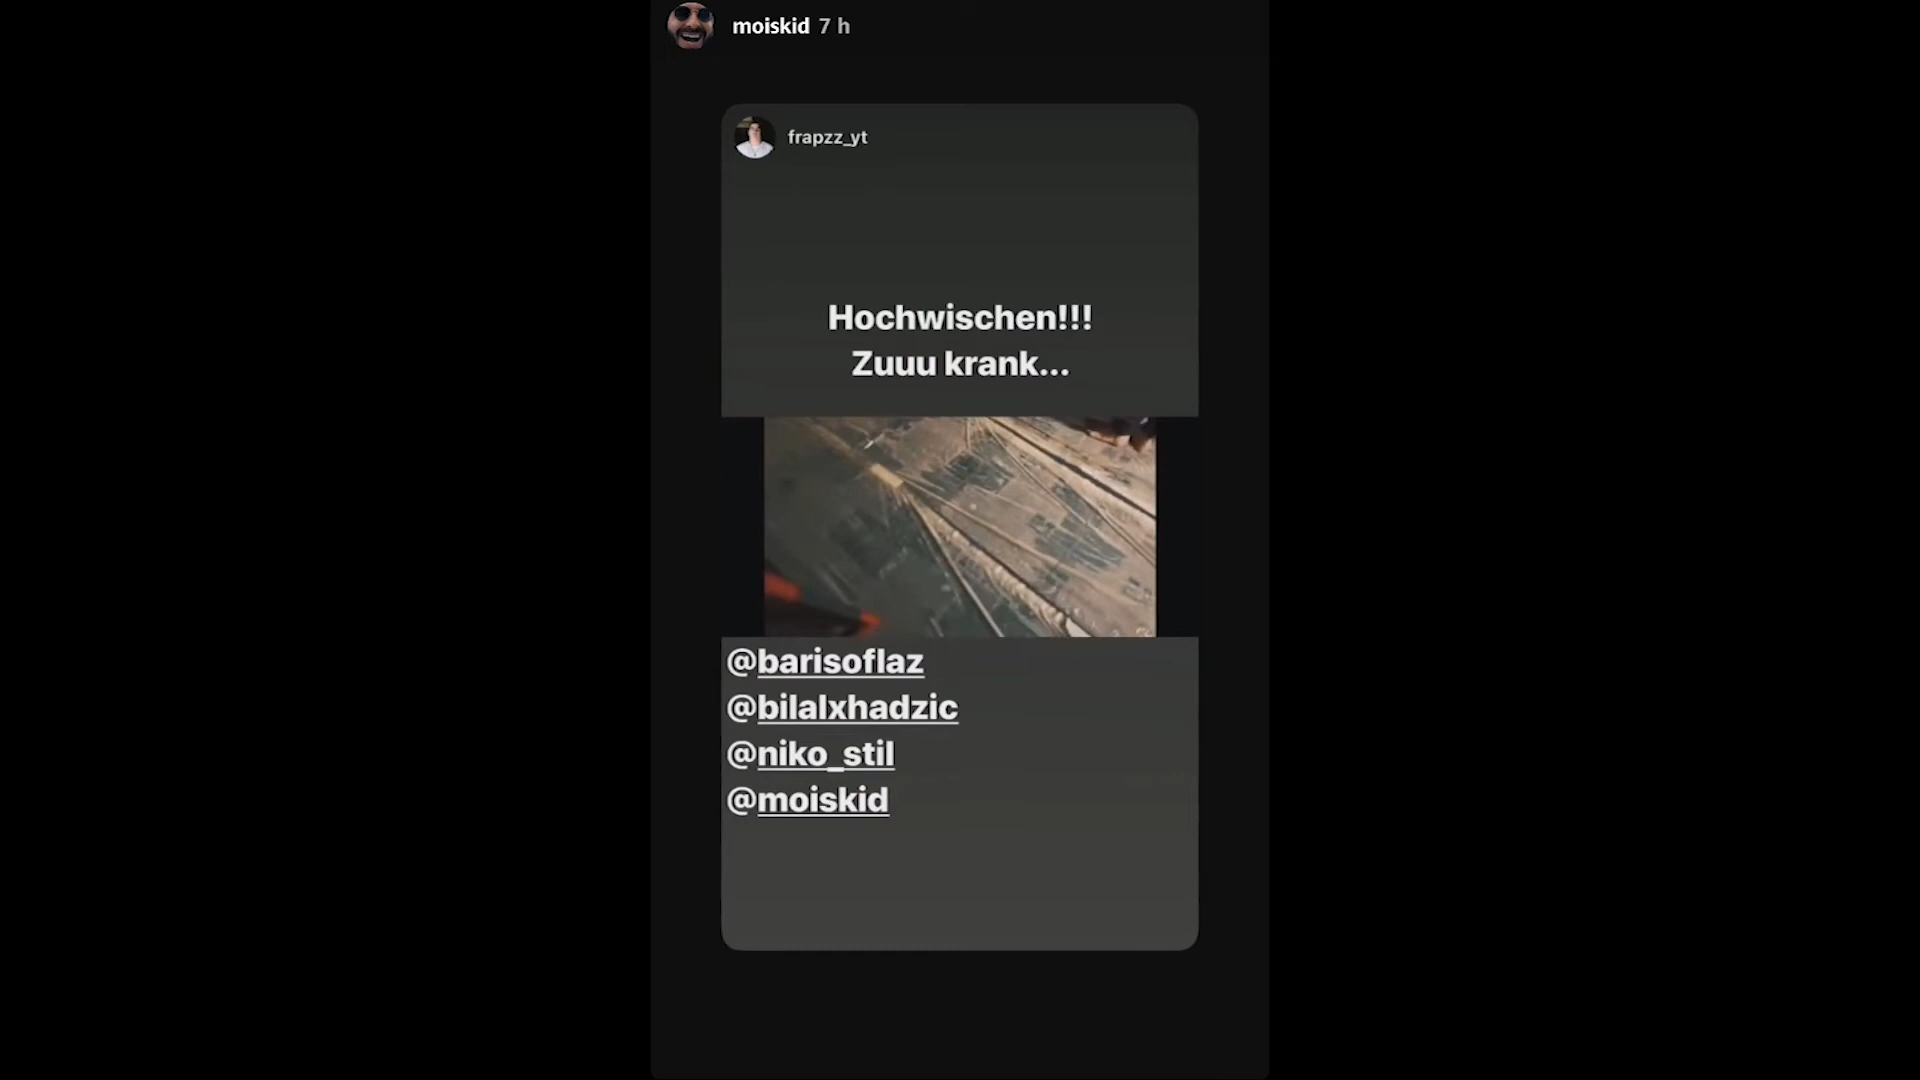 moiskid 7 h
frapzz_yt
Hochwischen!!!
Zuuu krank...
@barisoflaz
@bilalxhadzic
@niko_stil
@moiskid